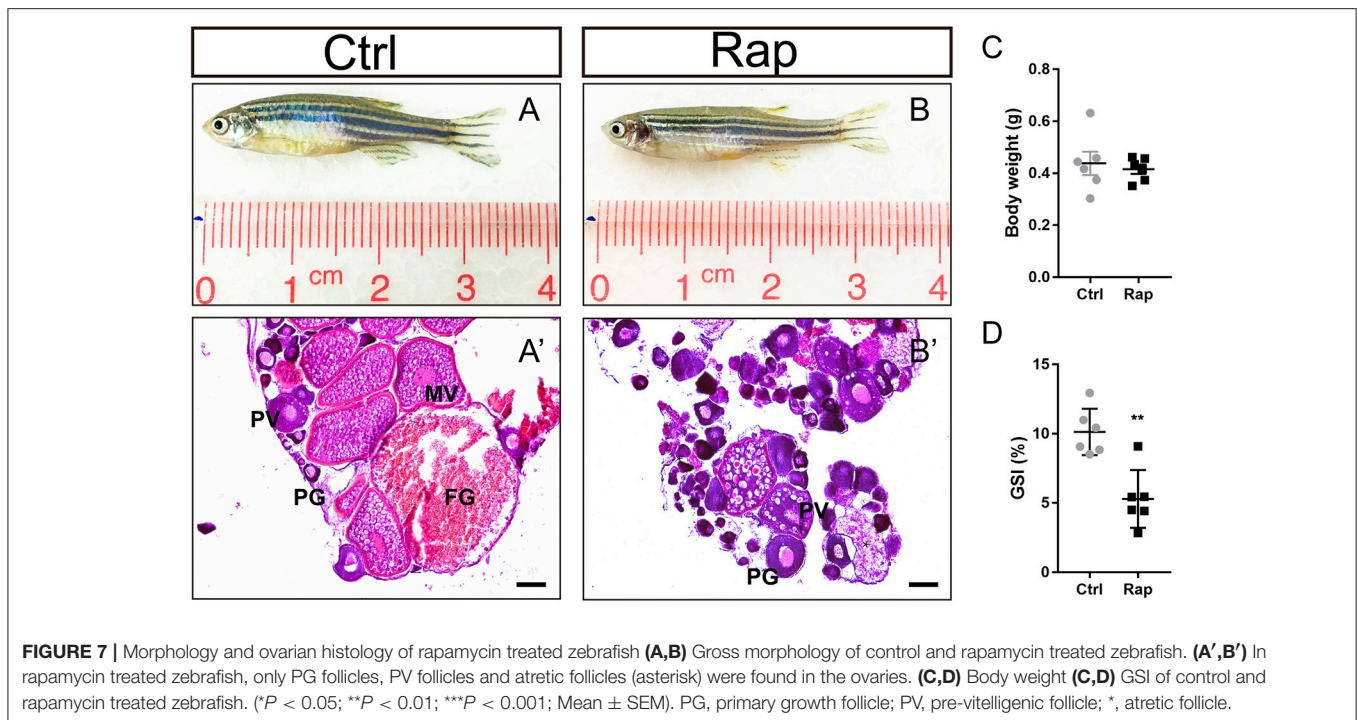 Ctrl
Rap
A
B
0 1 cm 2 3 4
0 1 cm 2 3 4
A’
PV
MV
PG
FG
B’
PV
PG
*
C
Body weight (g)
0.8
0.6
0.4
0.2
0.0
Ctrl Rap
D
GSI (%)
15
10
5
0
**
Ctrl Rap
FIGURE 7 | Morphology and ovarian histology of rapamycin treated zebrafish (A,B) Gross morphology of control and rapamycin treated zebrafish. (A′,B′) In
rapamycin treated zebrafish, only PG follicles, PV follicles and atretic follicles (asterisk) were found in the ovaries. (C,D) Body weight (C,D) GSI of control and
rapamycin treated zebrafish. (*P < 0.05; **P < 0.01; ***P < 0.001; Mean ± SEM). PG, primary growth follicle; PV, pre-vitelligenic follicle; *, atretic follicle.